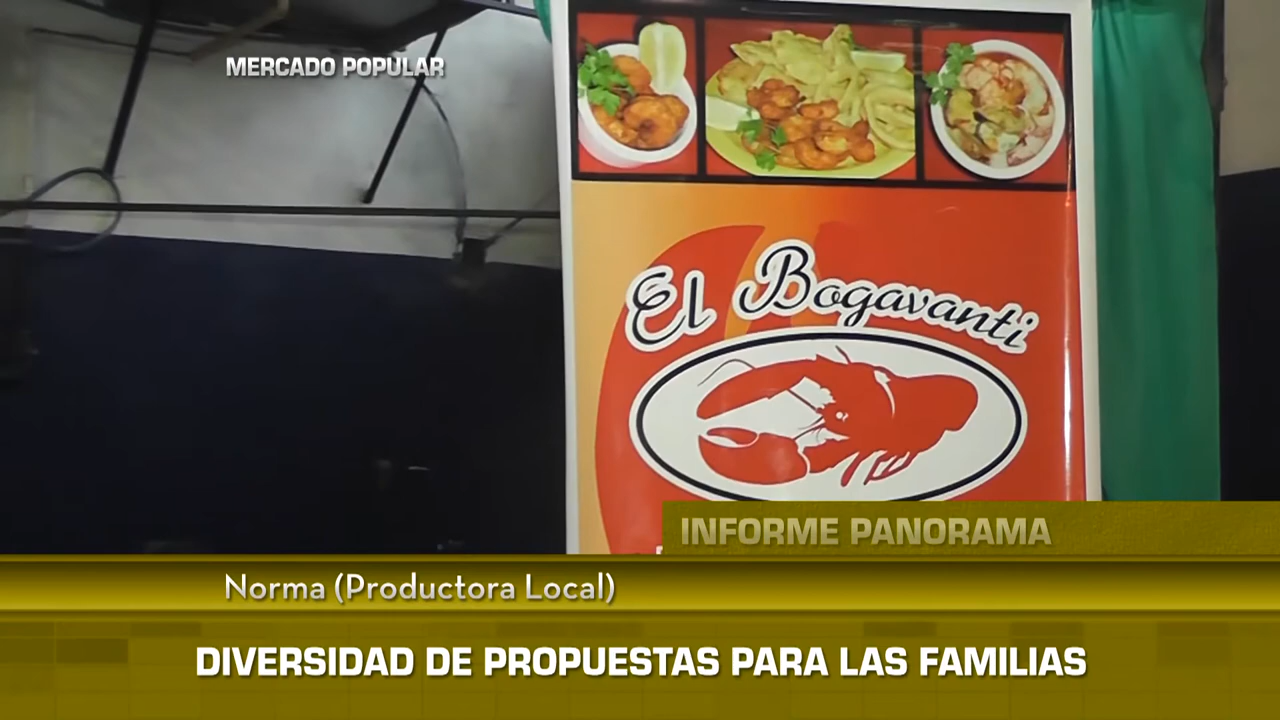 MERCADO POPULAR
El Bogavanti
INFORME PANORAMA
Norma (Productora Local)
DIVERSIDAD DE PROPUESTAS PARA LAS FAMILIAS